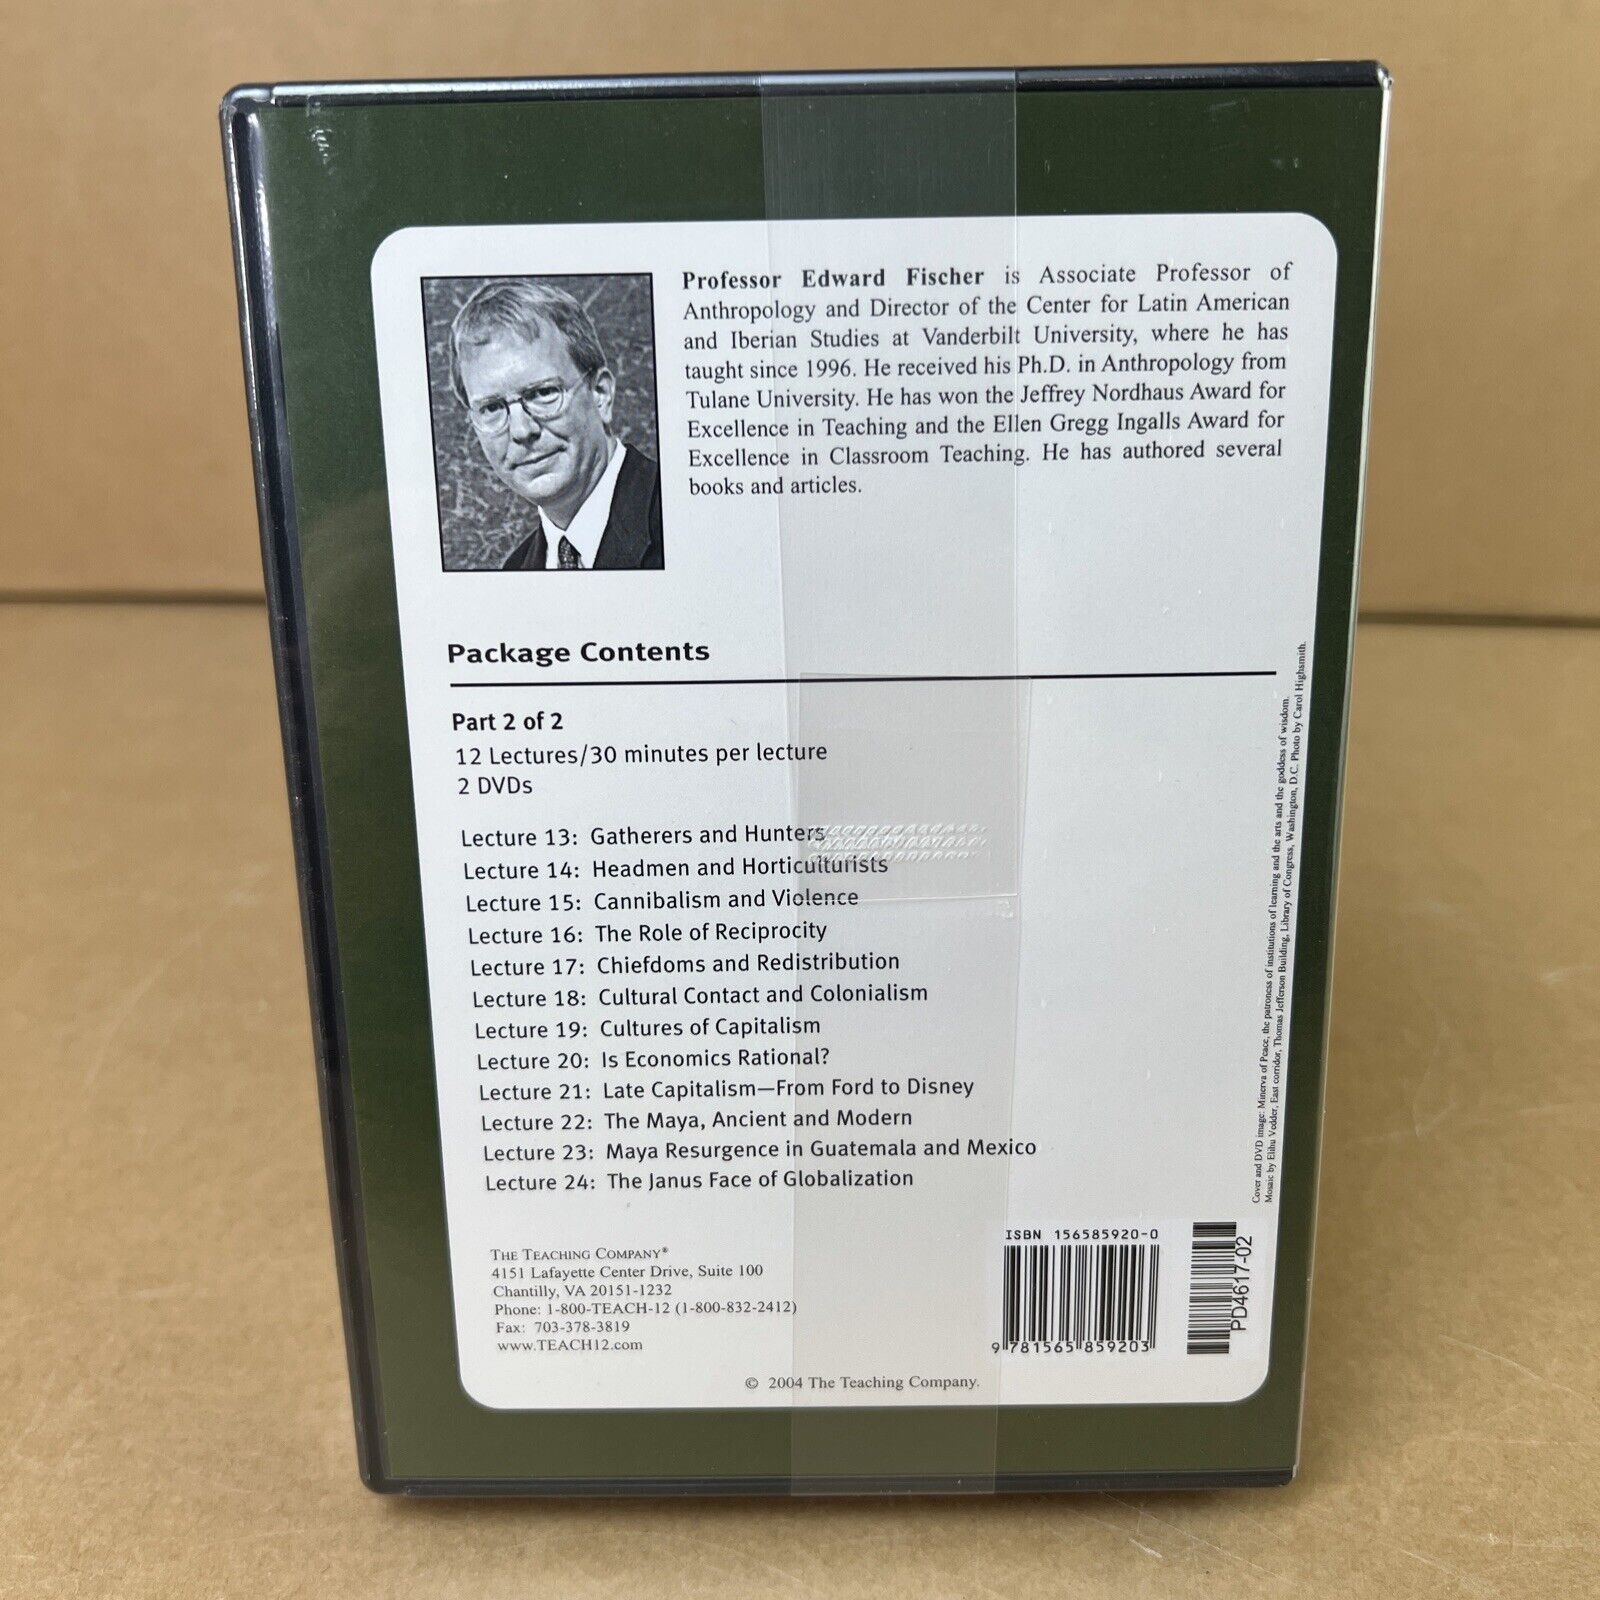 Professor Edward Fischer is Associate Professor of
Anthropology and Director of the Center for Latin American
and Iberian Studies at Vanderbilt University, where he has
taught since 1996. He received his Ph.D. in Anthropology from
Tulane University. He has won the Jeffrey Nordhaus Award for
Excellence in Teaching and the Ellen Gregg Ingalls Award for
Excellence in Classroom Teaching. He has authored several
books and articles.
Package Contents
Part 2 of 2
12 Lectures/30 minutes per lecture
2 DVDs
Lecture 13: Gatherers and Hunters
Lecture 14: Headmen and Horticulturists
Lecture 15: Cannibalism and Violence
Lecture 16: The Role of Reciprocity
Lecture 17: Chiefdoms and Redistribution
Lecture 18: Cultural Contact and Colonialism
Lecture 19: Cultures of Capitalism
Lecture 20: Is Economics Rational?
Lecture 21: Late Capitalism—From Ford to Disney
Lecture 22: The Maya, Ancient and Modern
Lecture 23: Maya Resurgence in Guatemala and Mexico
Lecture 24: The Janus Face of Globalization
Cover and DVD image: Minerva of Peace, the patroness of institutions of learning and the arts and the goddess of wisdom.
Mosaic by Elihu Vedder, East corridor, Thomas Jefferson Building, Library of Congress, Washington, D.C. Photo by Carol Highsmith.
THE TEACHING COMPANY®
4151 Lafayette Center Drive, Suite 100
Chantilly, VA 20151-1232
Phone: 1-800-TEACH-12 (1-800-832-2412)
Fax: 703-378-3819
www.TEACH12.com
ISBN 156585920-0
9 781565 859203
PD4617-02
© 2004 The Teaching Company.